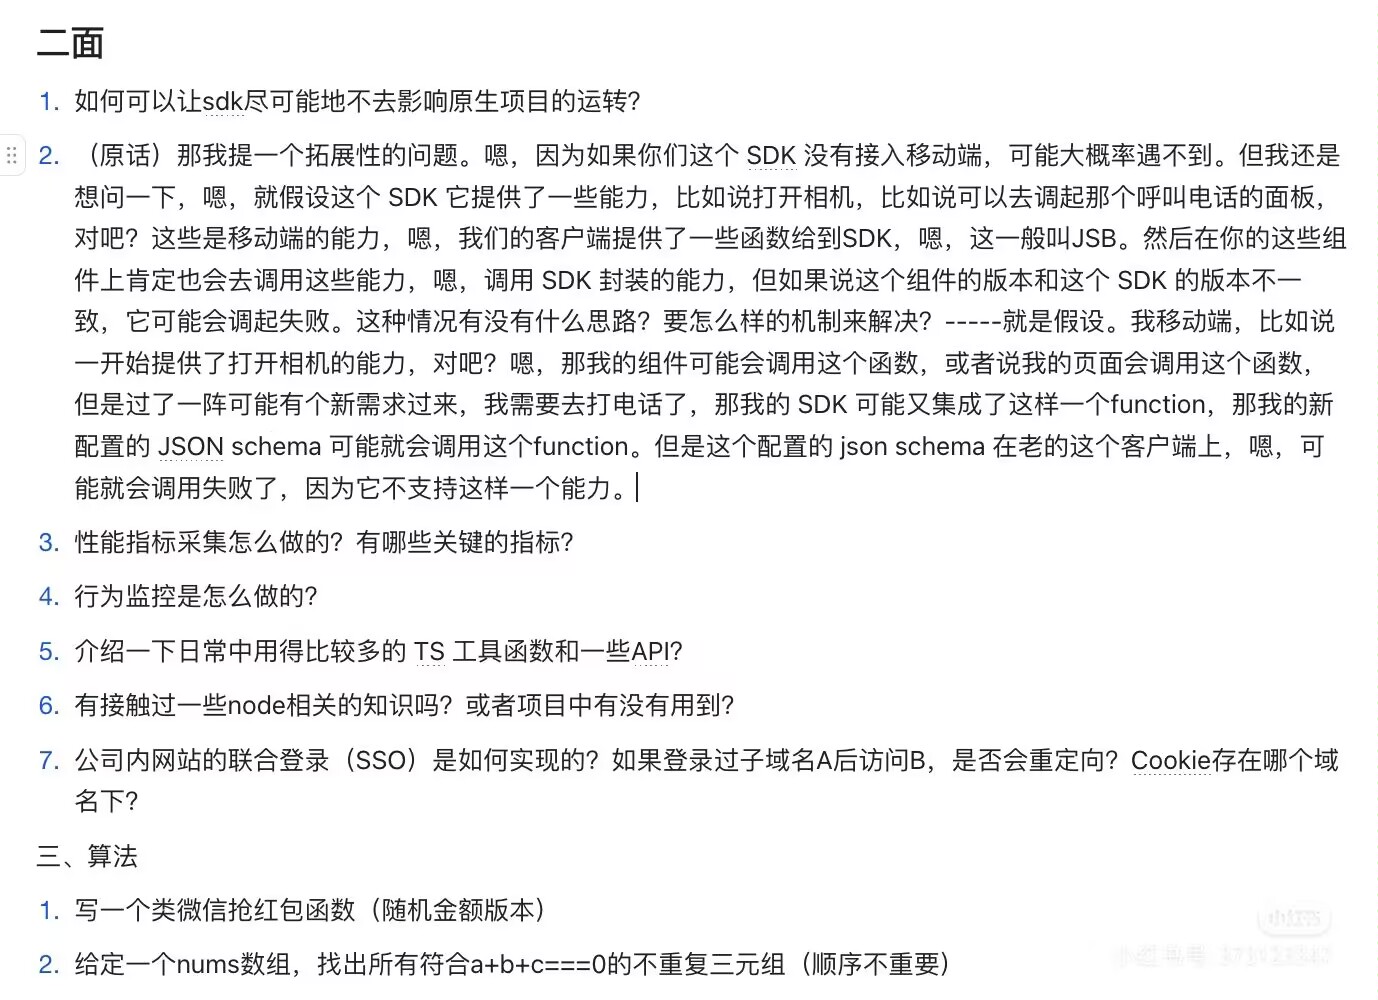 二面
1. 如何可以让sdk尽可能地不去影响原生项目的运转？
2. （原话）那我提一个拓展性的问题。嗯，因为如果你们这个 SDK 没有接入移动端，可能大概率遇不到。但我还是
想问一下，嗯，就假设这个 SDK 它提供了一些能力，比如说打开相机，比如说可以去调起那个呼叫电话的面板，
对吧？这些是移动端的能力，嗯，我们的客户端提供了一些函数给到SDK，嗯，这一般叫JSB。然后在你的这些组
件上肯定也会去调用这些能力，嗯，调用 SDK 封装的能力，但如果说这个组件的版本和这个 SDK 的版本不一
致，它可能会调起失败。这种情况有没有什么思路？要怎么样的机制来解决？-----就是假设。我移动端，比如说
一开始提供了打开相机的能力，对吧？嗯，那我的组件可能会调用这个函数，或者说我的页面会调用这个函数，
但是过了一阵可能有个新需求过来，我需要去打电话了，那我的 SDK 可能又集成了这样一个function，那我的新
配置的 JSON schema 可能就会调用这个function。但是这个配置的 json schema 在老的这个客户端上，嗯，可
能就会调用失败了，因为它不支持这样一个能力。
3. 性能指标采集怎么做的？有哪些关键的指标？
4. 行为监控是怎么做的？
5. 介绍一下日常中用得比较多的 TS 工具函数和一些API？
6. 有接触过一些node相关的知识吗？或者项目中有没有用到？
7. 公司内网站的联合登录（SSO）是如何实现的？如果登录过子域名A后访问B，是否会重定向？Cookie存在哪个域
名下？
三、算法
1. 写一个类微信抢红包函数（随机金额版本）
小红书
2. 给定一个nums数组，找出所有符合a+b+c===0的不重复三元组（顺序不重要）